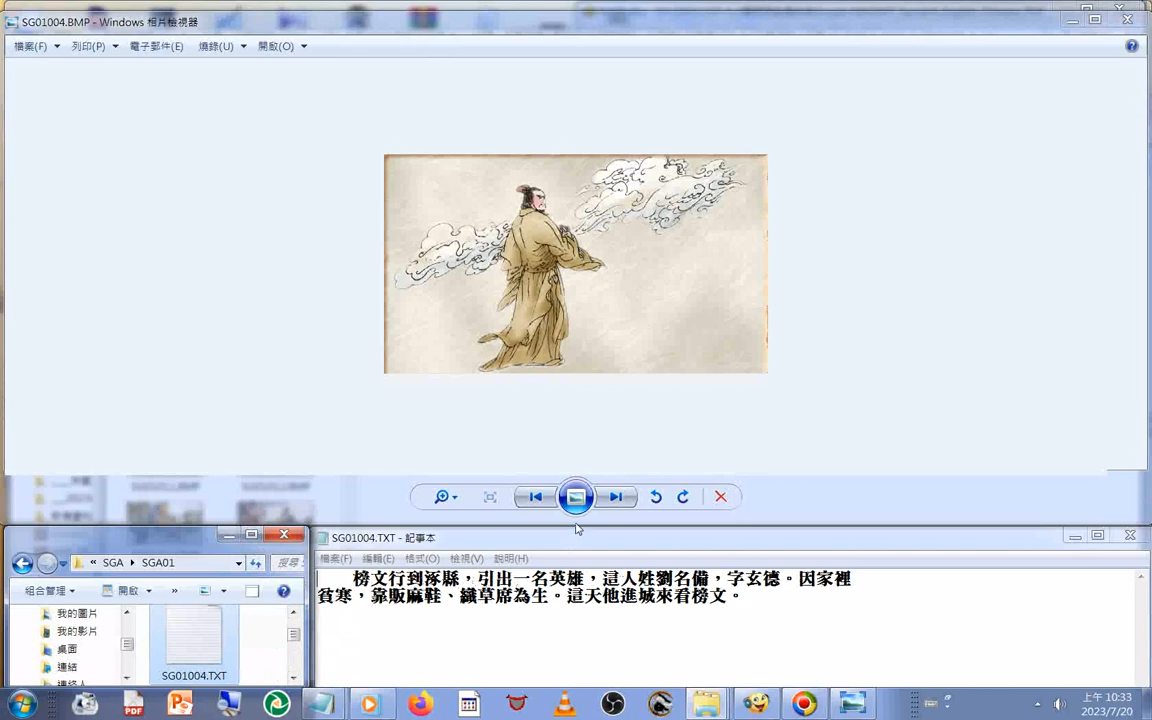 SG01004.BMP - Windows 相片檢視器
檔案(F) 列印(P) 電子郵件(E) 燒錄(U) 開啟(O)
SG01004.TXT - 記事本
檔案(F) 編輯(E) 格式(O) 檢視(V) 說明(H)
榜文行到涿縣，引出一名英雄，這人姓劉名備，字玄德。因家裡
貧寒，靠販麻鞋、織草席為生。這天他進城來看榜文。
« SGA SGA01 搜尋
組合管理 開啟 »
我的圖片
我的影片
桌面
連結
SG01004.TXT
上午 10:33
2023/7/20